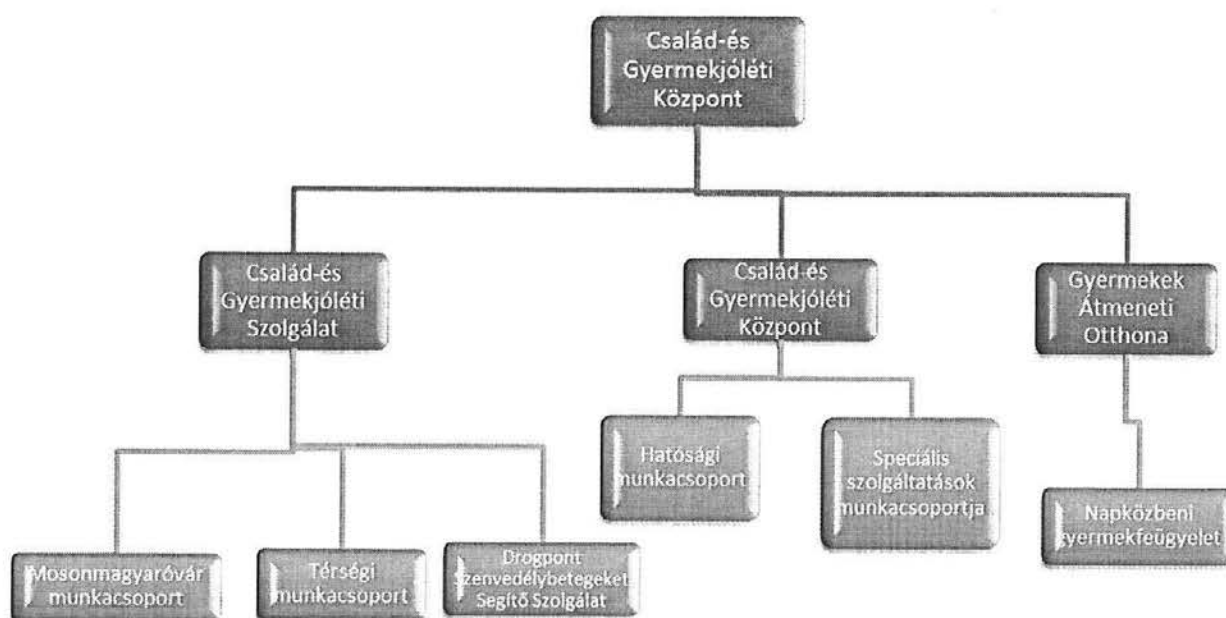 Család-és
Gyermekjóléti
Központ
Család-és
Gyermekjóléti
Szolgálat
Család-és
Gyermekjóléti
Központ
Gyermekek
Átmeneti
Otthona
Hatósági
munkacsoport
Speciális
szolgáltatások
munkacsoportja
Napközbeni
gyermekfeügyelet
Mosonmagyaróvár
munkacsoport
Térségi
munkacsoport
Drogpont
Szenvedélybetegeket
Segítő Szolgálat